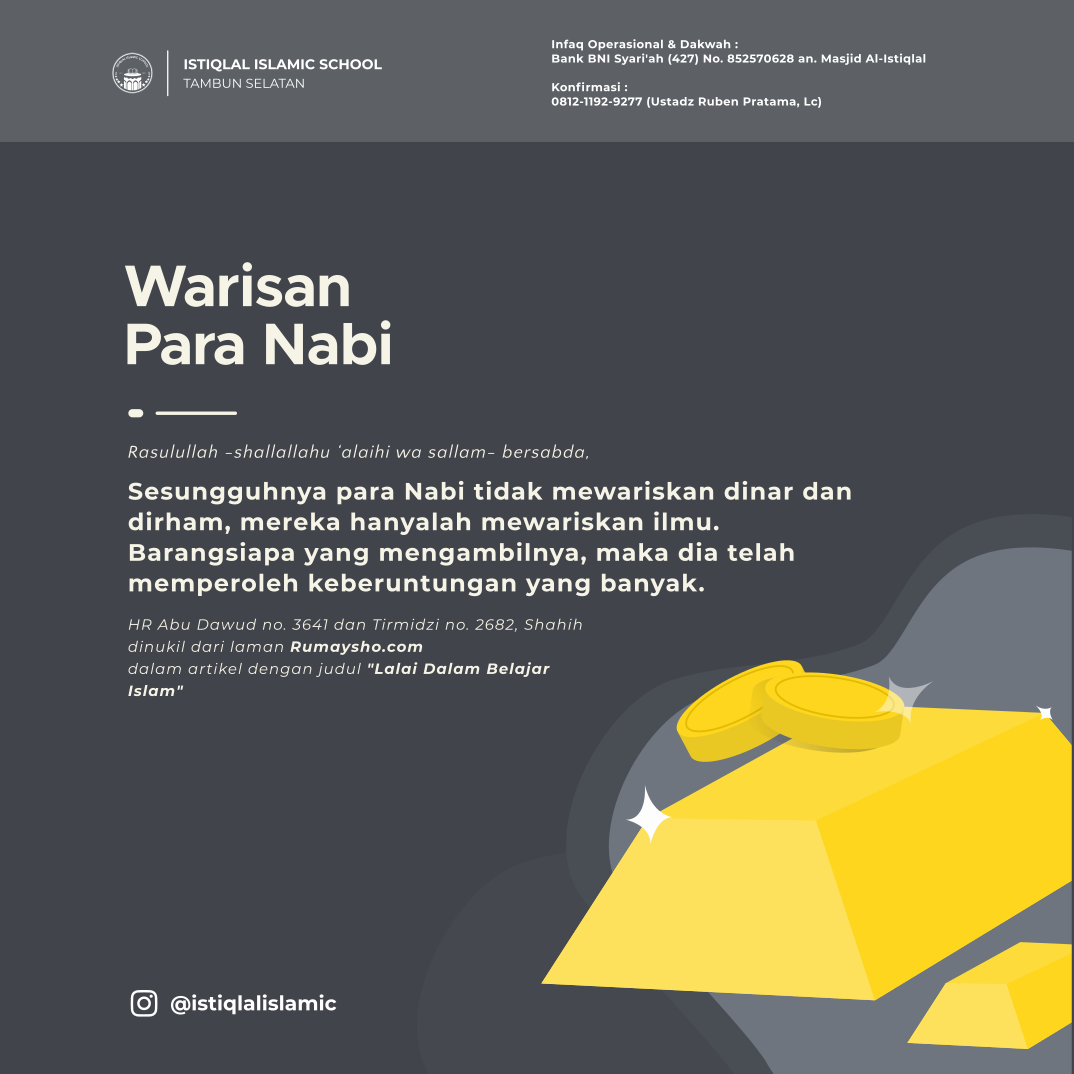 ISTIQLAL ISLAMIC SCHOOL
TAMBUN SELATAN
Infaq Operasional & Dakwah :
Bank BNI Syari'ah (427) No. 852570628 an. Masjid Al-Istiqlal
Konfirmasi :
0812-1192-9277 (Ustadz Ruben Pratama, Lc)
Warisan
Para Nabi
Rasulullah -shallallahu ‘alaihi wa sallam- bersabda,
Sesungguhnya para Nabi tidak mewariskan dinar dan
dirham, mereka hanyalah mewariskan ilmu.
Barangsiapa yang mengambilnya, maka dia telah
memperoleh keberuntungan yang banyak.
HR Abu Dawud no. 3641 dan Tirmidzi no. 2682, Shahih
dinukil dari laman Rumaysho.com
dalam artikel dengan judul "Lalai Dalam Belajar
Islam"
@istiqlalislamic